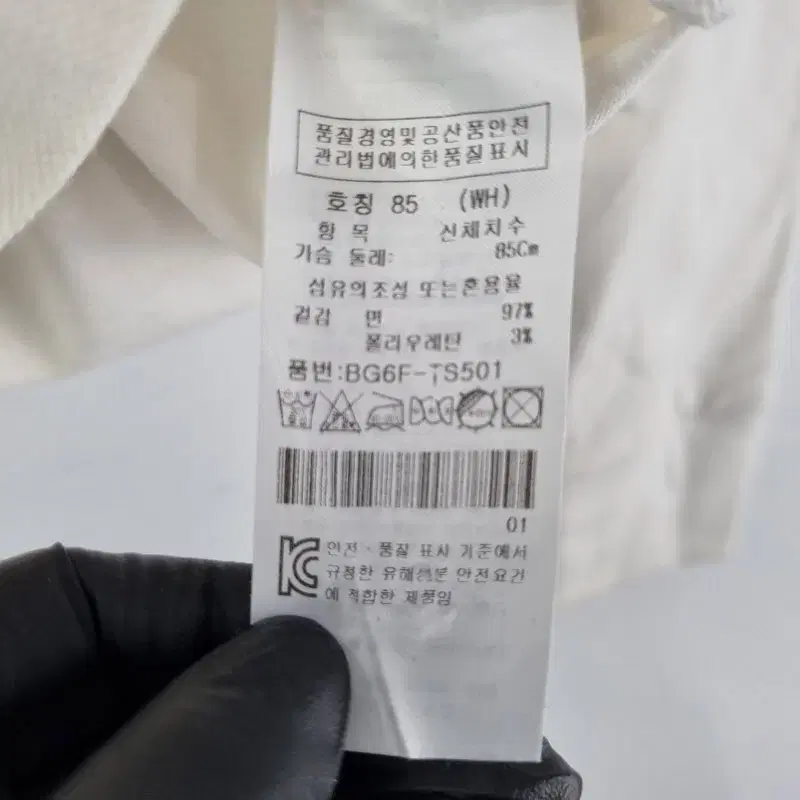 품질경영및공산품안전
관리법에의한품질표시
호칭 85 (WH)
항 목 신체치수
가슴 둘레: 85Cm
섬유의조성 또는혼용율
겉감 면 97%
폴리우레탄 3%
품번:BG6F-TS501
01
안전·품질 표시 기준에서
규정한 유해성분 안전요건
에 적합한 제품임